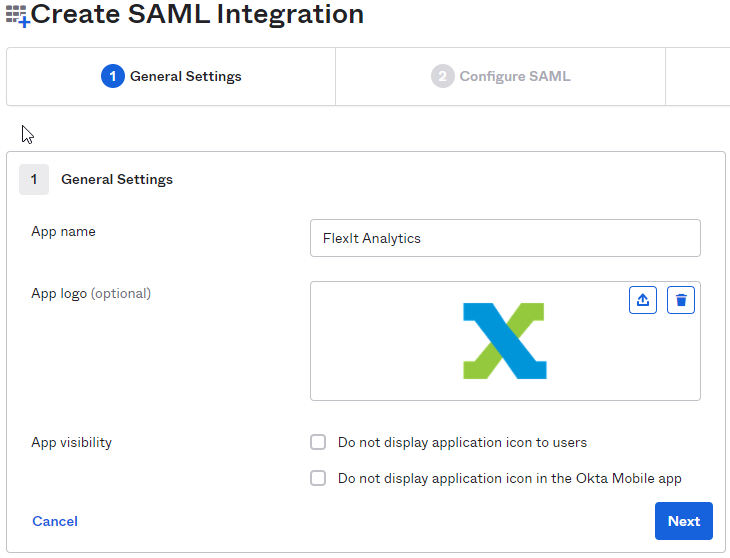 Create SAML Integration
1 General Settings
2 Configure SAML
1 General Settings
App name
FlexIt Analytics
App logo (optional)
App visibility
Do not display application icon to users
Do not display application icon in the Okta Mobile app
Cancel
Next